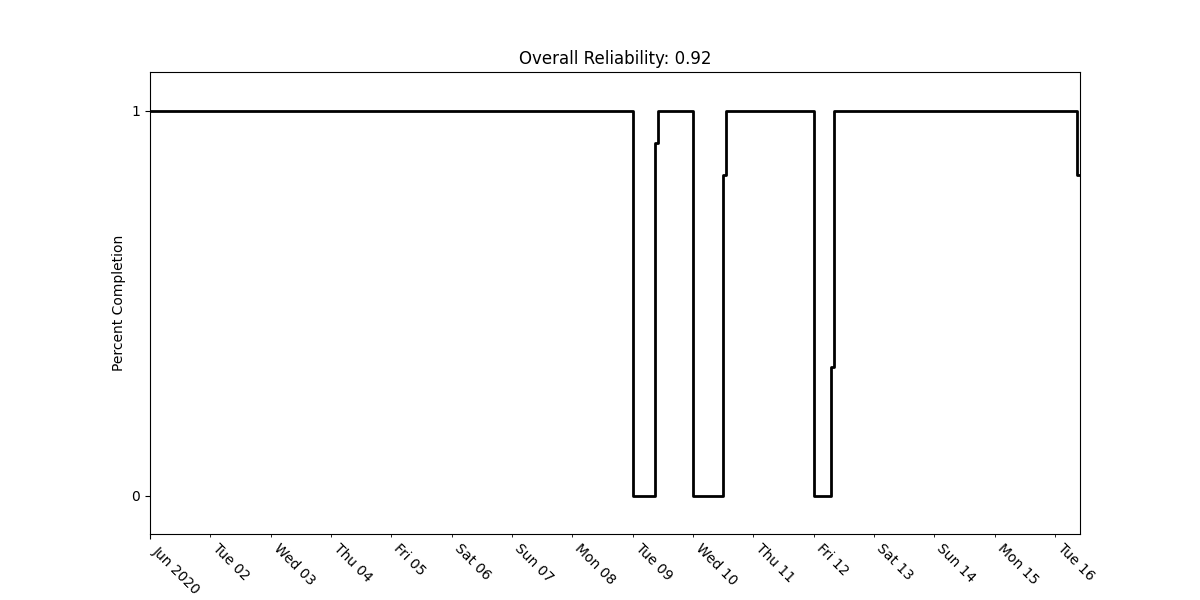 Overall Reliability: 0.92
1
0
Percent Completion
Jun 2020
Tue 02
Wed 03
Thu 04
Fri 05
Sat 06
Sun 07
Mon 08
Tue 09
Wed 10
Thu 11
Fri 12
Sat 13
Sun 14
Mon 15
Tue 16